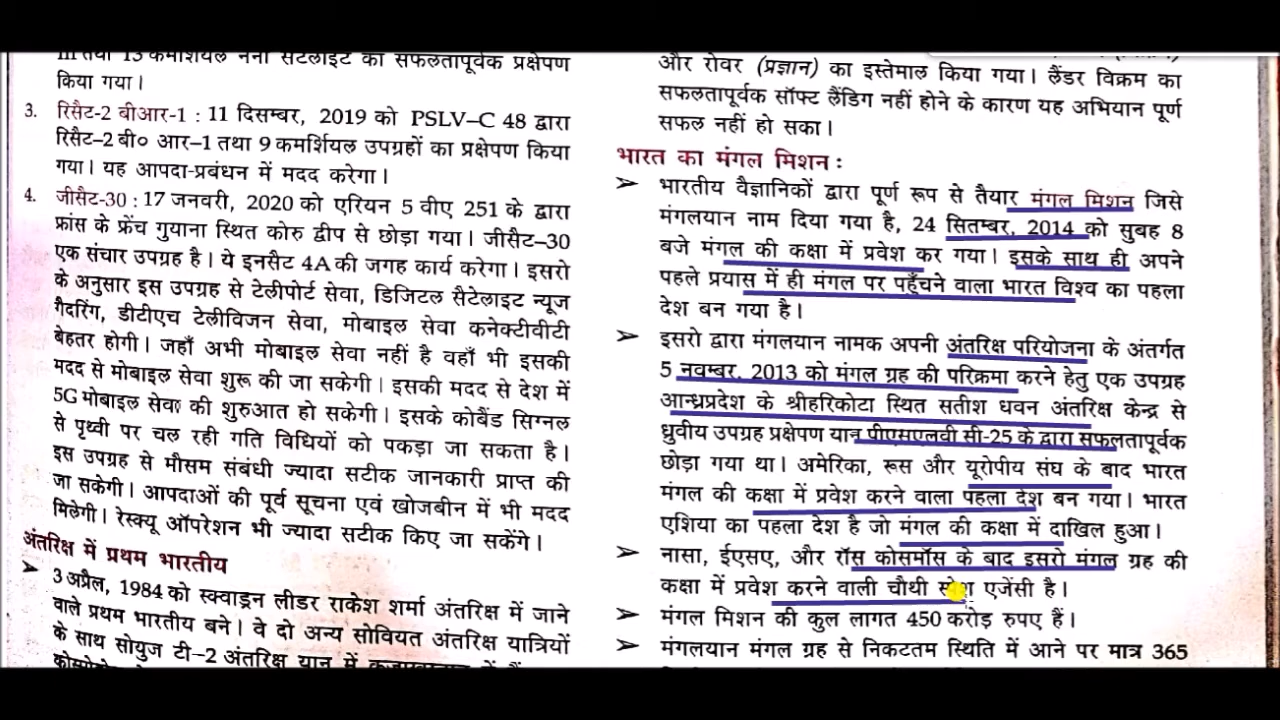 III तथा 13 कमर्शियल नैनो सैटेलाइट का सफलतापूर्वक प्रक्षेपण
किया गया।
3. रिसैट-2 बीआर-1 : 11 दिसम्बर, 2019 को PSLV–C 48 द्वारा
रिसैट–2 बी० आर–1 तथा 9 कमर्शियल उपग्रहों का प्रक्षेपण किया
गया। यह आपदा-प्रबंधन में मदद करेगा।
4. जीसैट-30 : 17 जनवरी, 2020 को एरियन 5 वीए 251 के द्वारा
फ्रांस के फ्रेंच गुयाना स्थित कोरु द्वीप से छोड़ा गया। जीसैट–30
एक संचार उपग्रह है। ये इनसैट 4A की जगह कार्य करेगा। इसरो
के अनुसार इस उपग्रह से टेलीपोर्ट सेवा, डिजिटल सैटेलाइट न्यूज
गैदरिंग, डीटीएच टेलीविजन सेवा, मोबाइल सेवा कनेक्टीवीटी
बेहतर होगी। जहाँ अभी मोबाइल सेवा नहीं है वहाँ भी इसकी
मदद से मोबाइल सेवा शुरू की जा सकेगी। इसकी मदद से देश में
5G मोबाइल सेवा की शुरुआत हो सकेगी। इसके कोबैंड सिग्नल
से पृथ्वी पर चल रही गति विधियों को पकड़ा जा सकता है।
इस उपग्रह से मौसम संबंधी ज्यादा सटीक जानकारी प्राप्त की
जा सकेगी। आपदाओं की पूर्व सूचना एवं खोजबीन में भी मदद
मिलेगी। रेस्क्यू ऑपरेशन भी ज्यादा सटीक किए जा सकेंगे।
अंतरिक्ष में प्रथम भारतीय
➢ 3 अप्रैल, 1984 को स्क्वाड्रन लीडर राकेश शर्मा अंतरिक्ष में जाने
वाले प्रथम भारतीय बने। वे दो अन्य सोवियत अंतरिक्ष यात्रियों
के साथ सोयुज टी–2 अंतरिक्ष यान में
और रोवर (प्रज्ञान) का इस्तेमाल किया गया। लैंडर विक्रम का
सफलतापूर्वक सॉफ्ट लैंडिंग नहीं होने के कारण यह अभियान पूर्ण
सफल नहीं हो सका।
भारत का मंगल मिशन :
➢ भारतीय वैज्ञानिकों द्वारा पूर्ण रूप से तैयार मंगल मिशन जिसे
मंगलयान नाम दिया गया है, 24 सितम्बर, 2014 को सुबह 8
बजे मंगल की कक्षा में प्रवेश कर गया। इसके साथ ही अपने
पहले प्रयास में ही मंगल पर पहुँचने वाला भारत विश्व का पहला
देश बन गया है।
➢ इसरो द्वारा मंगलयान नामक अपनी अंतरिक्ष परियोजना के अंतर्गत
5 नवम्बर, 2013 को मंगल ग्रह की परिक्रमा करने हेतु एक उपग्रह
आन्ध्रप्रदेश के श्रीहरिकोटा स्थित सतीश धवन अंतरिक्ष केन्द्र से
ध्रुवीय उपग्रह प्रक्षेपण यान पीएसएलवी सी-25 के द्वारा सफलतापूर्वक
छोड़ा गया था। अमेरिका, रूस और यूरोपीय संघ के बाद भारत
मंगल की कक्षा में प्रवेश करने वाला पहला देश बन गया। भारत
एशिया का पहला देश है जो मंगल की कक्षा में दाखिल हुआ।
➢ नासा, ईएसए, और रॉस कोसमॉस के बाद इसरो मंगल ग्रह की
कक्षा में प्रवेश करने वाली चौथी एजेंसी है।
➢ मंगल मिशन की कुल लागत 450 करोड़ रुपए हैं।
➢ मंगलयान मंगल ग्रह से निकटतम स्थिति में आने पर मात्र 365